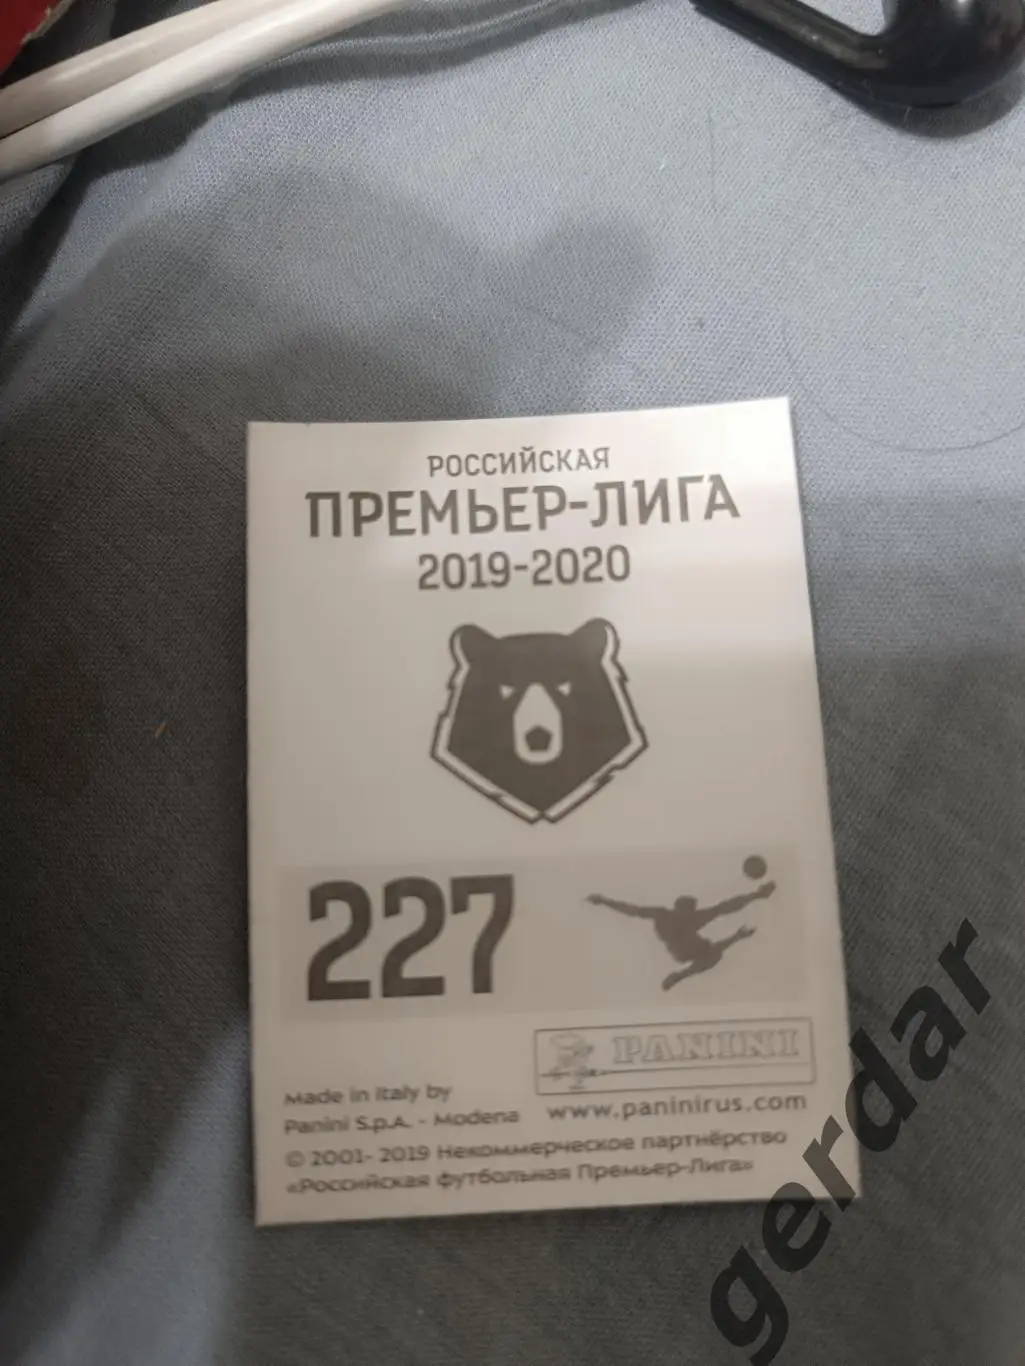 РОССИЙСКАЯ
ПРЕМЬЕР-ЛИГА
2019-2020
227
PANINI
Made in Italy by
Panini S.p.A. - Modena
www.paninirus.com
© 2001- 2019 Некоммерческое партнёрство
«Российская футбольная Премьер-Лига»
gerdar